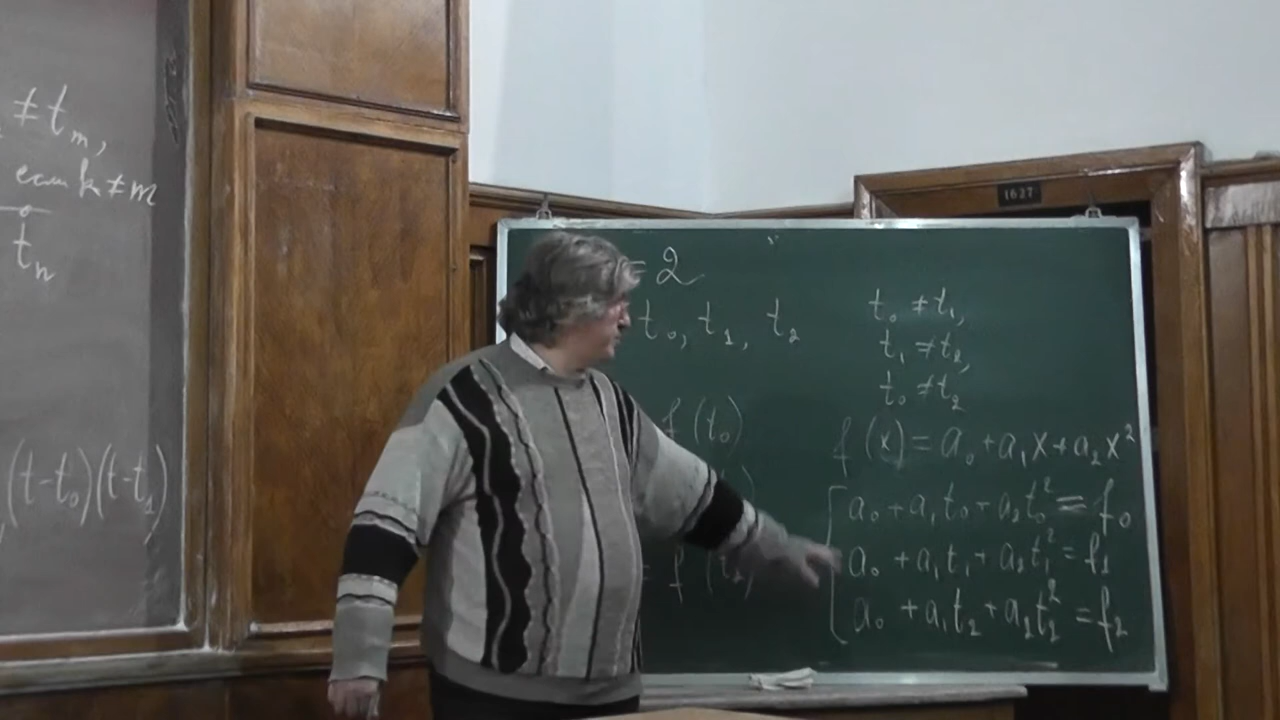 ≠ t_m,
если k ≠ m
t_n
(t-t₀)(t-t₁)
1627
= 2
t₀, t₁, t₂
f(t₀)
= f(t₂)
t₀ ≠ t₁,
t₁ ≠ t₂,
t₀ ≠ t₂
f(x) = a₀ + a₁x + a₂x²
a₀ + a₁t₀ + a₂t₀² = f₀
a₀ + a₁t₁ + a₂t₁² = f₁
a₀ + a₁t₂ + a₂t₂² = f₂